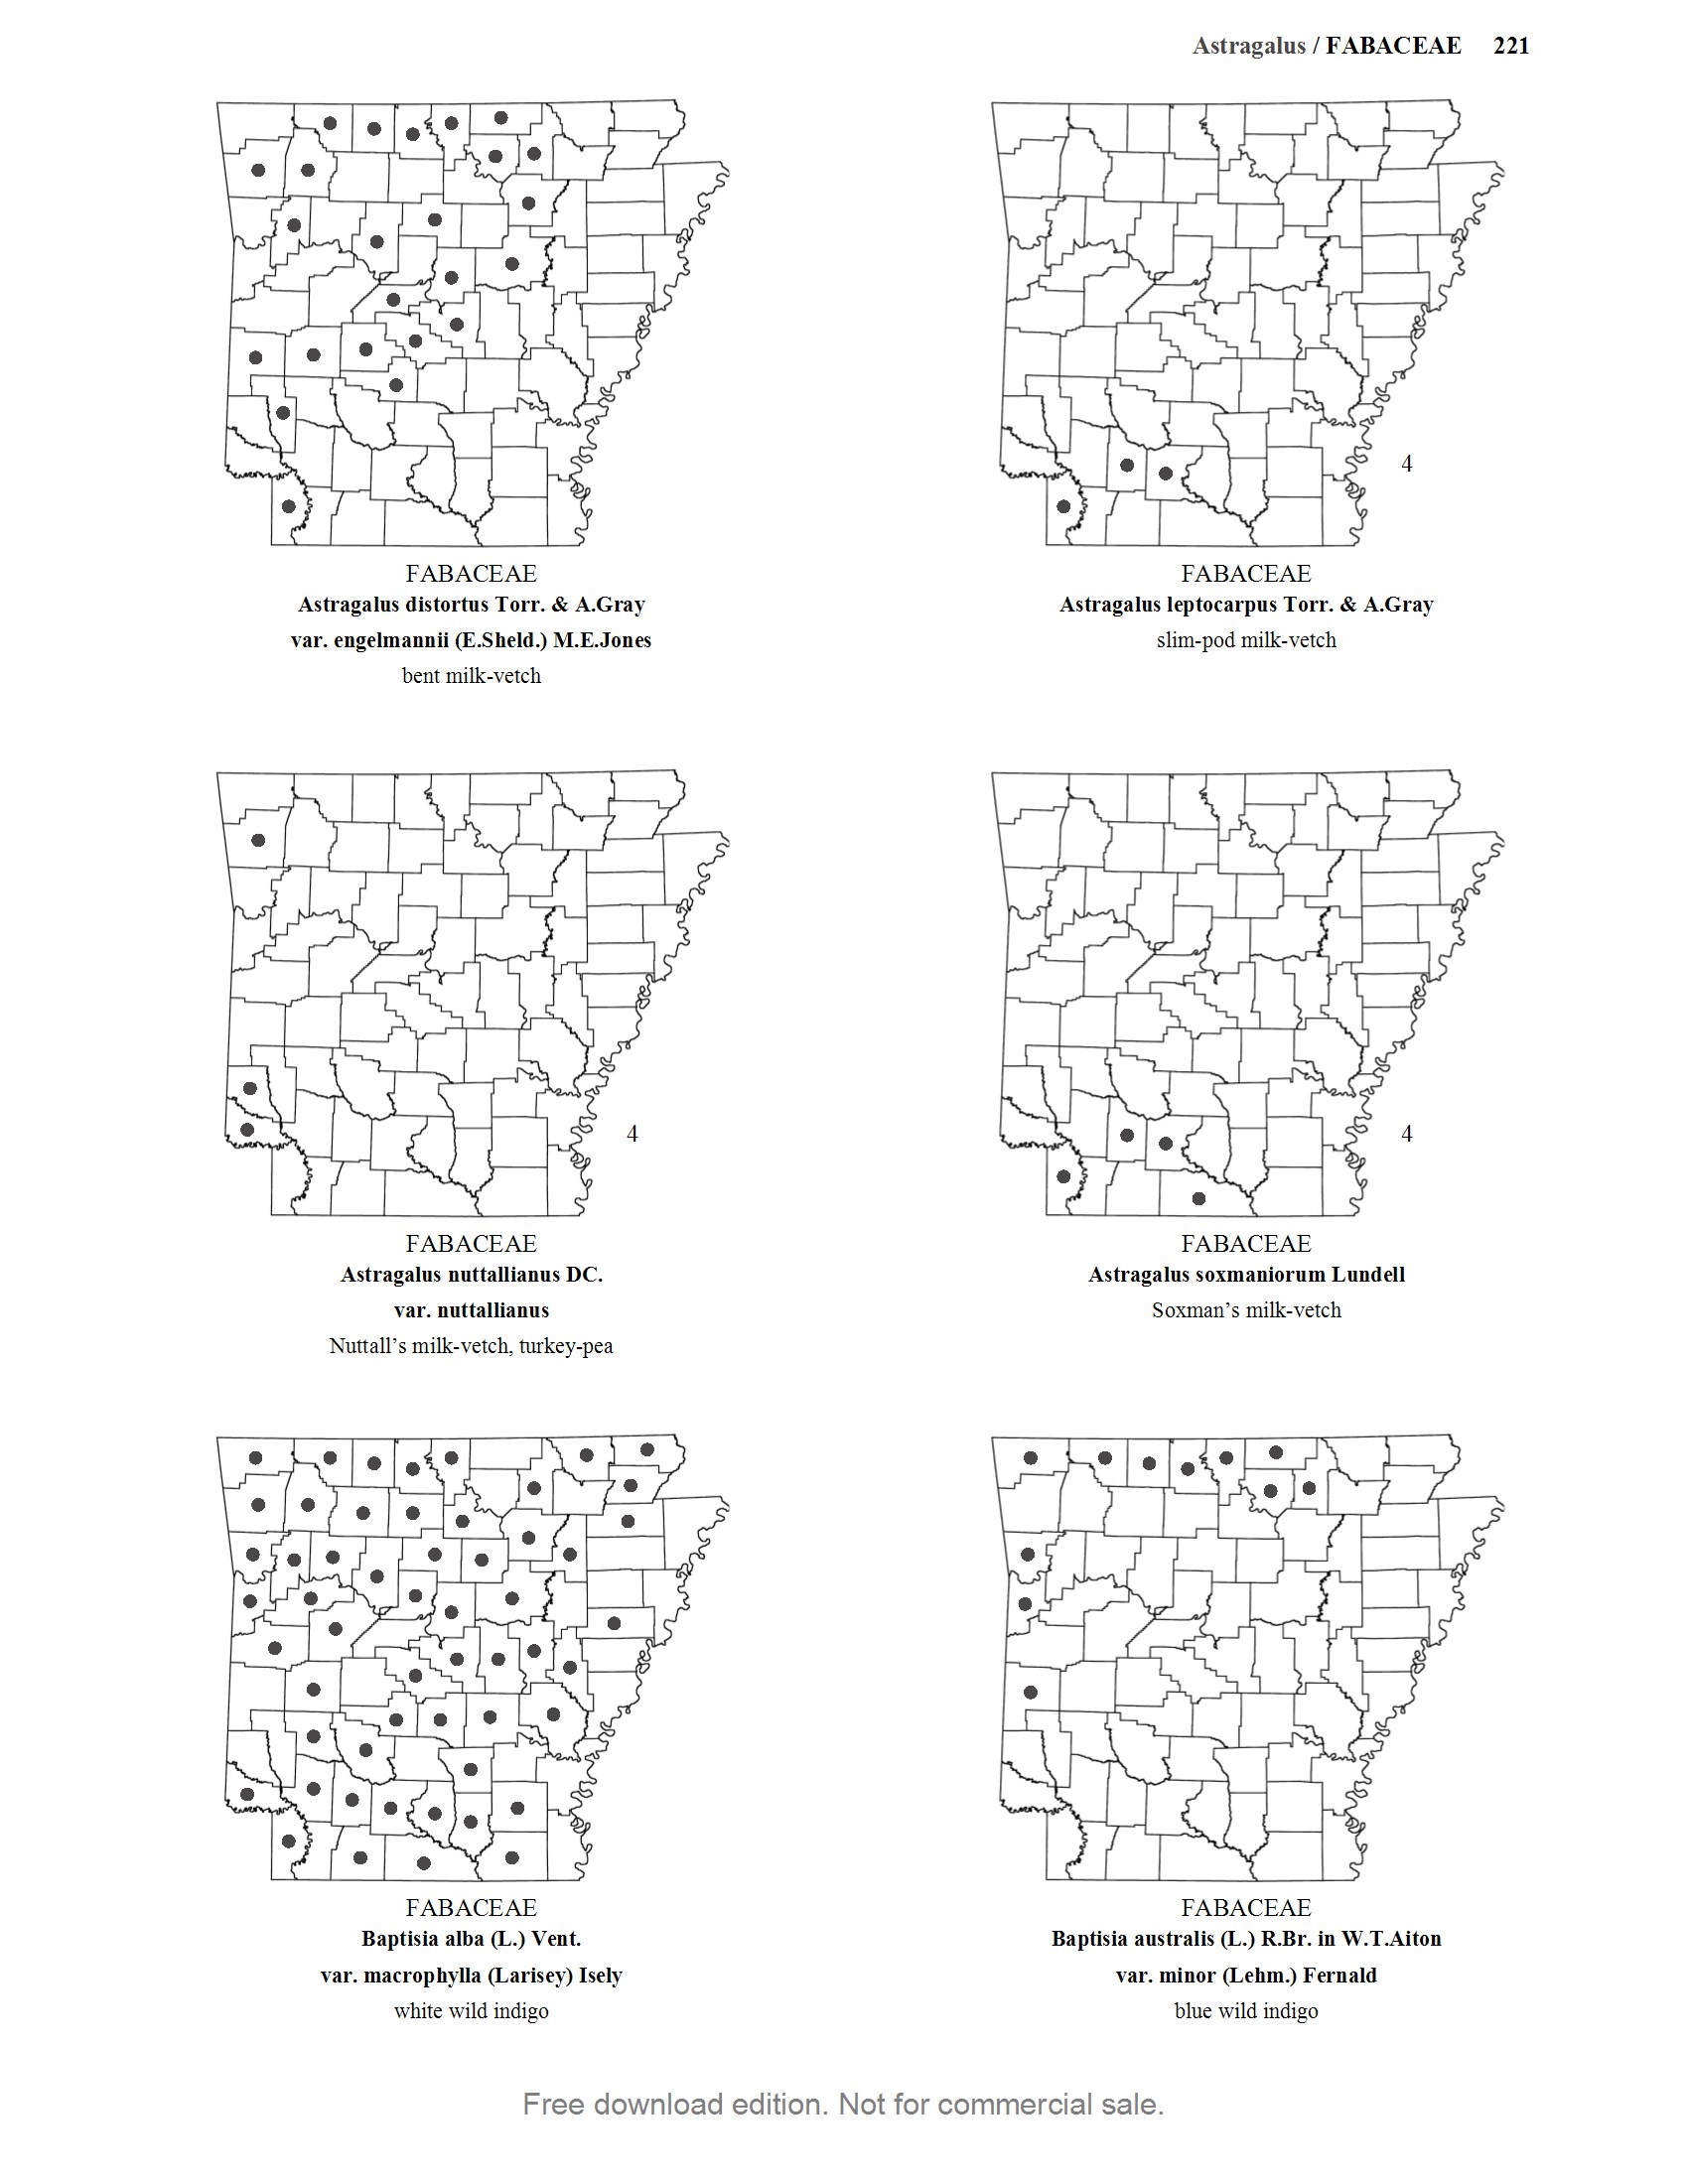 Astragalus / FABACEAE 221
4
FABACEAE
Astragalus distortus Torr. & A.Gray
var. engelmannii (E.Sheld.) M.E.Jones
bent milk-vetch
FABACEAE
Astragalus leptocarpus Torr. & A.Gray
slim-pod milk-vetch
4
4
FABACEAE
Astragalus nuttallianus DC.
var. nuttallianus
Nuttall’s milk-vetch, turkey-pea
FABACEAE
Astragalus soxmaniorum Lundell
Soxman’s milk-vetch
FABACEAE
Baptisia alba (L.) Vent.
var. macrophylla (Larisey) Isely
white wild indigo
FABACEAE
Baptisia australis (L.) R.Br. in W.T.Aiton
var. minor (Lehm.) Fernald
blue wild indigo
Free download edition. Not for commercial sale.